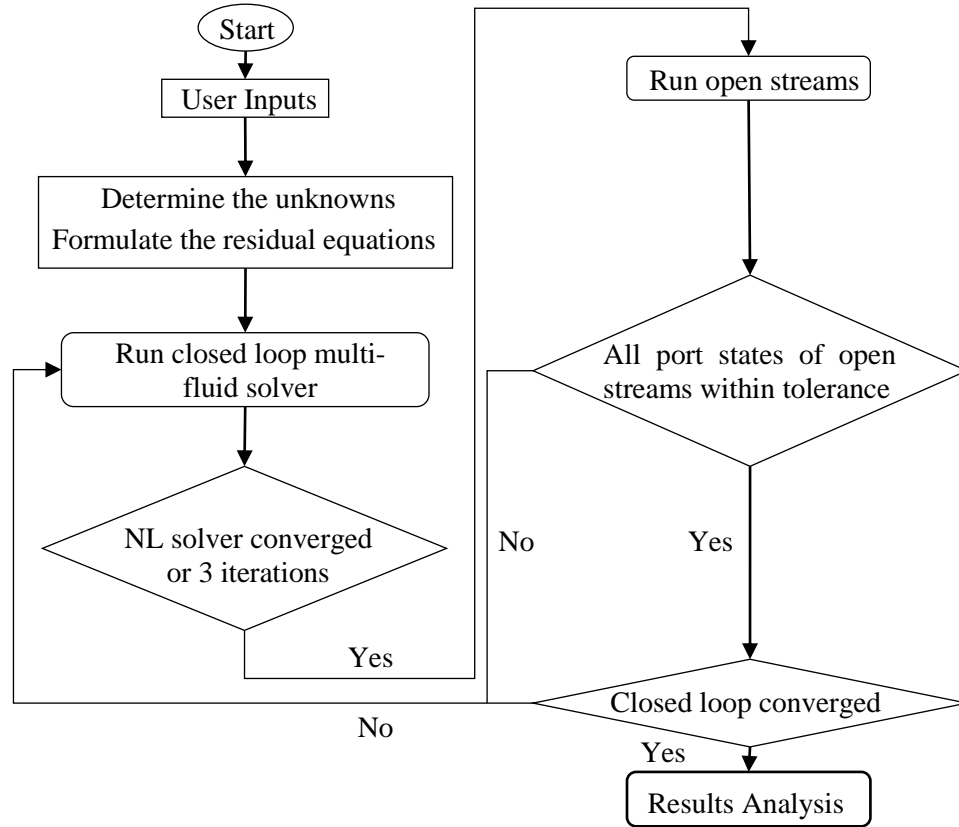 Start
User Inputs
Determine the unknowns
Formulate the residual equations
Run closed loop multi-
fluid solver
NL solver converged
or 3 iterations
Yes
Run open streams
All port states of open
streams within tolerance
No
Yes
Closed loop converged
No
Yes
Results Analysis